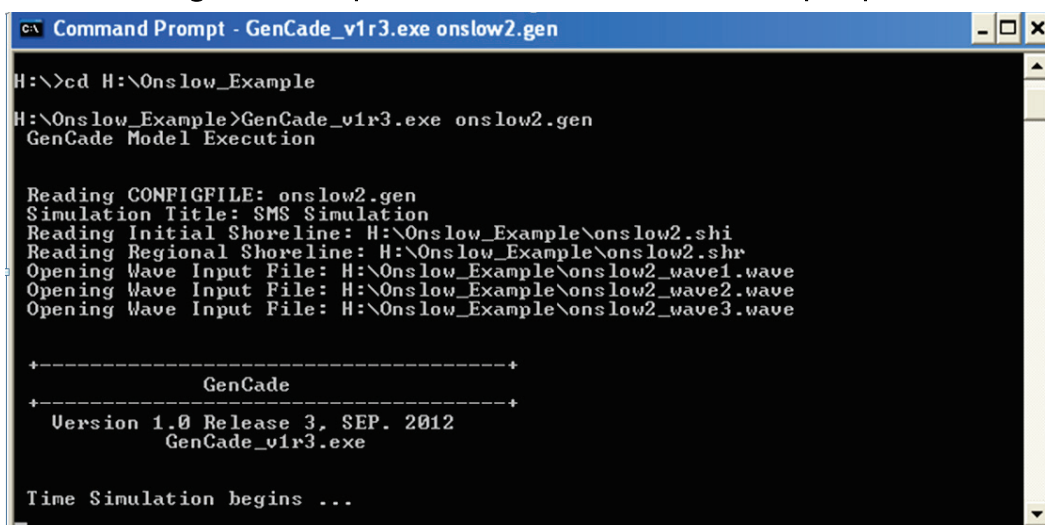 Command Prompt - GenCade_v1r3.exe onslow2.gen
H:\>cd H:\Onslow_Example
H:\Onslow_Example>GenCade_v1r3.exe onslow2.gen
GenCade Model Execution
Reading CONFIGFILE: onslow2.gen
Simulation Title: SMS Simulation
Reading Initial Shoreline: H:\Onslow_Example\onslow2.shi
Reading Regional Shoreline: H:\Onslow_Example\onslow2.shr
Opening Wave Input File: H:\Onslow_Example\onslow2_wave1.wave
Opening Wave Input File: H:\Onslow_Example\onslow2_wave2.wave
Opening Wave Input File: H:\Onslow_Example\onslow2_wave3.wave
+-------------------------------------+
GenCade
+-------------------------------------+
Version 1.0 Release 3, SEP. 2012
GenCade_v1r3.exe
Time Simulation begins ...